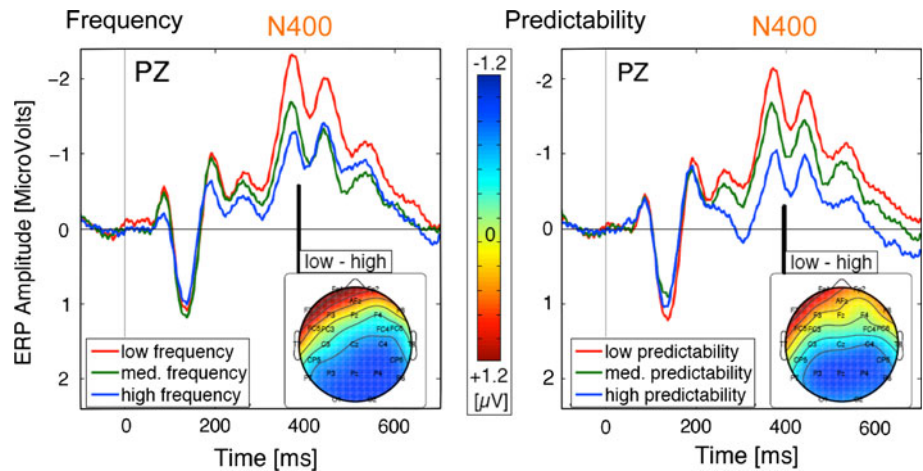 Frequency
N400
PZ
ERP Amplitude [MicroVolts]
-2
-1
0
1
2
low frequency
med. frequency
high frequency
low - high
0 200 400 600
Time [ms]
-1.2
0
+1.2
[µV]
Predictability
N400
PZ
-2
-1
0
1
2
low predictability
med. predictability
high predictability
low - high
0 200 400 600
Time [ms]